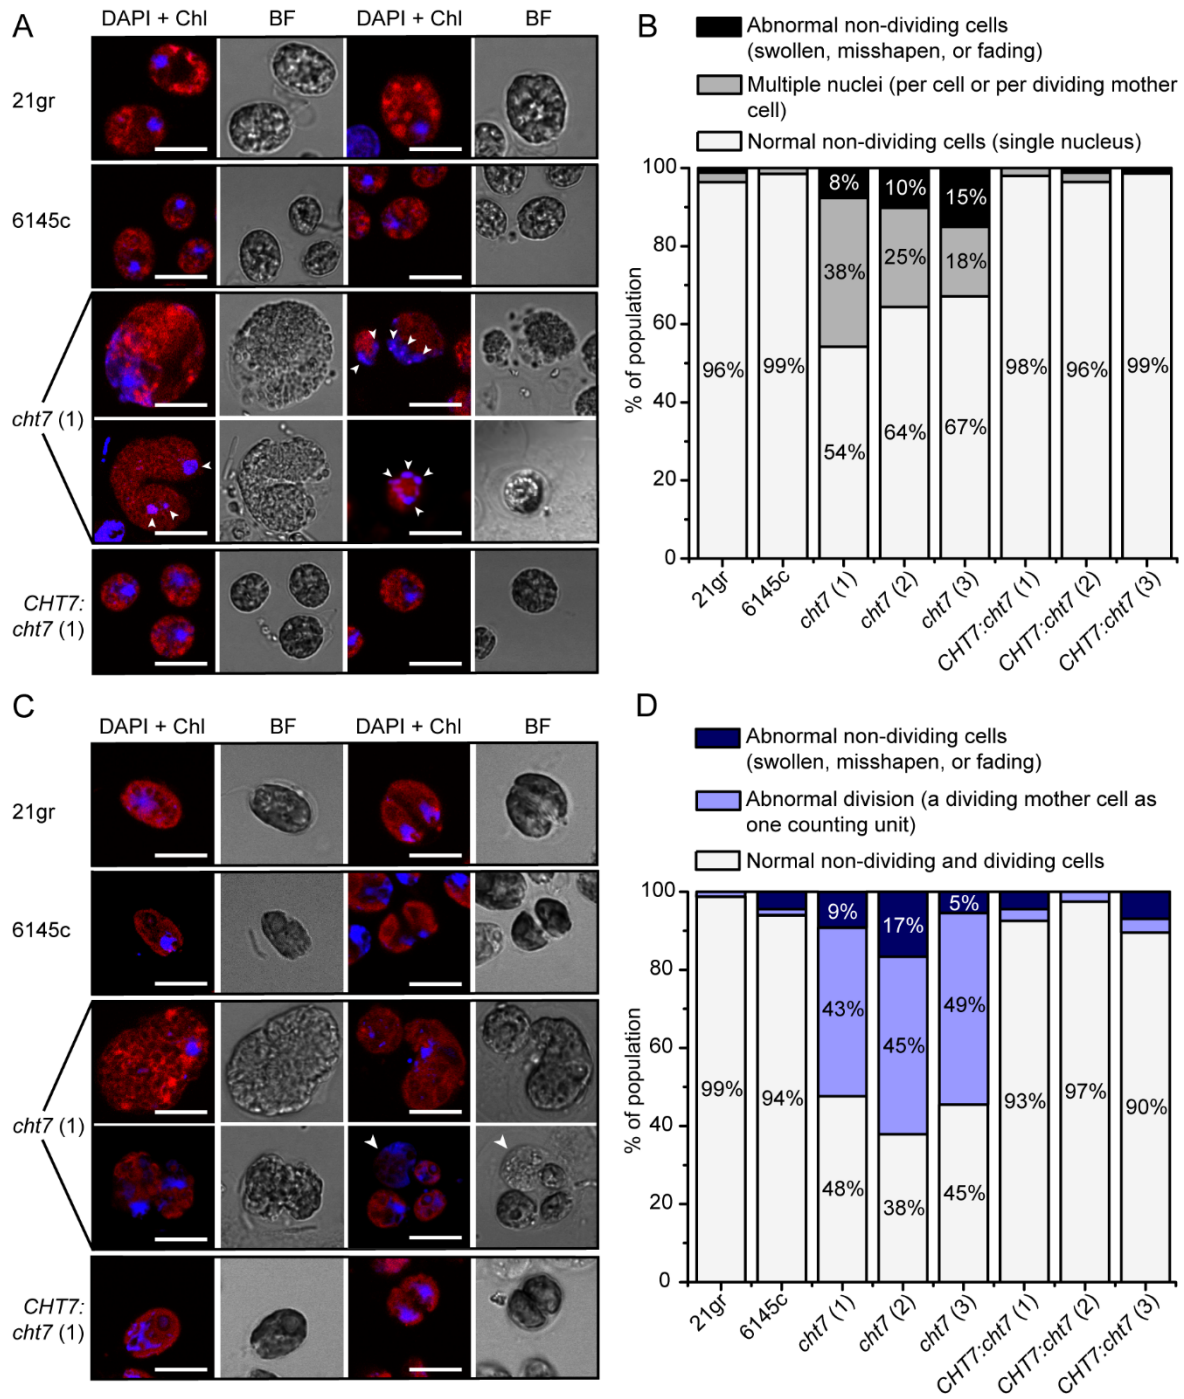 A
DAPI + Chl BF DAPI + Chl BF
21gr
6145c
cht7 (1)
CHT7:
cht7 (1)
B
Abnormal non-dividing cells
(swollen, misshapen, or fading)
Multiple nuclei (per cell or per dividing mother
cell)
Normal non-dividing cells (single nucleus)
% of population
100
80
60
40
20
0
8% 10% 15%
38% 25% 18%
96% 99% 54% 64% 67% 98% 96% 99%
21gr
6145c
cht7 (1)
cht7 (2)
cht7 (3)
CHT7:cht7 (1)
CHT7:cht7 (2)
CHT7:cht7 (3)
C
DAPI + Chl BF DAPI + Chl BF
21gr
6145c
cht7 (1)
CHT7:
cht7 (1)
D
Abnormal non-dividing cells
(swollen, misshapen, or fading)
Abnormal division (a dividing mother cell as
one counting unit)
Normal non-dividing and dividing cells
% of population
100
80
60
40
20
0
9% 17% 5%
43% 45% 49%
99% 94% 48% 38% 45% 93% 97% 90%
21gr
6145c
cht7 (1)
cht7 (2)
cht7 (3)
CHT7:cht7 (1)
CHT7:cht7 (2)
CHT7:cht7 (3)